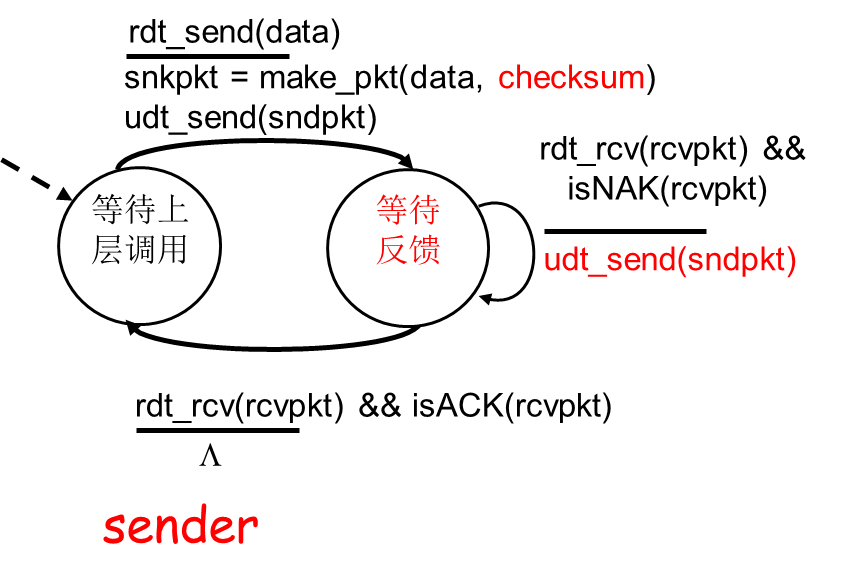 rdt_send(data)
snkpkt = make_pkt(data, checksum)
udt_send(sndpkt)
rdt_rcv(rcvpkt) &&
isNAK(rcvpkt)
等待上
层调用
等待
反馈
udt_send(sndpkt)
rdt_rcv(rcvpkt) && isACK(rcvpkt)
Λ
sender